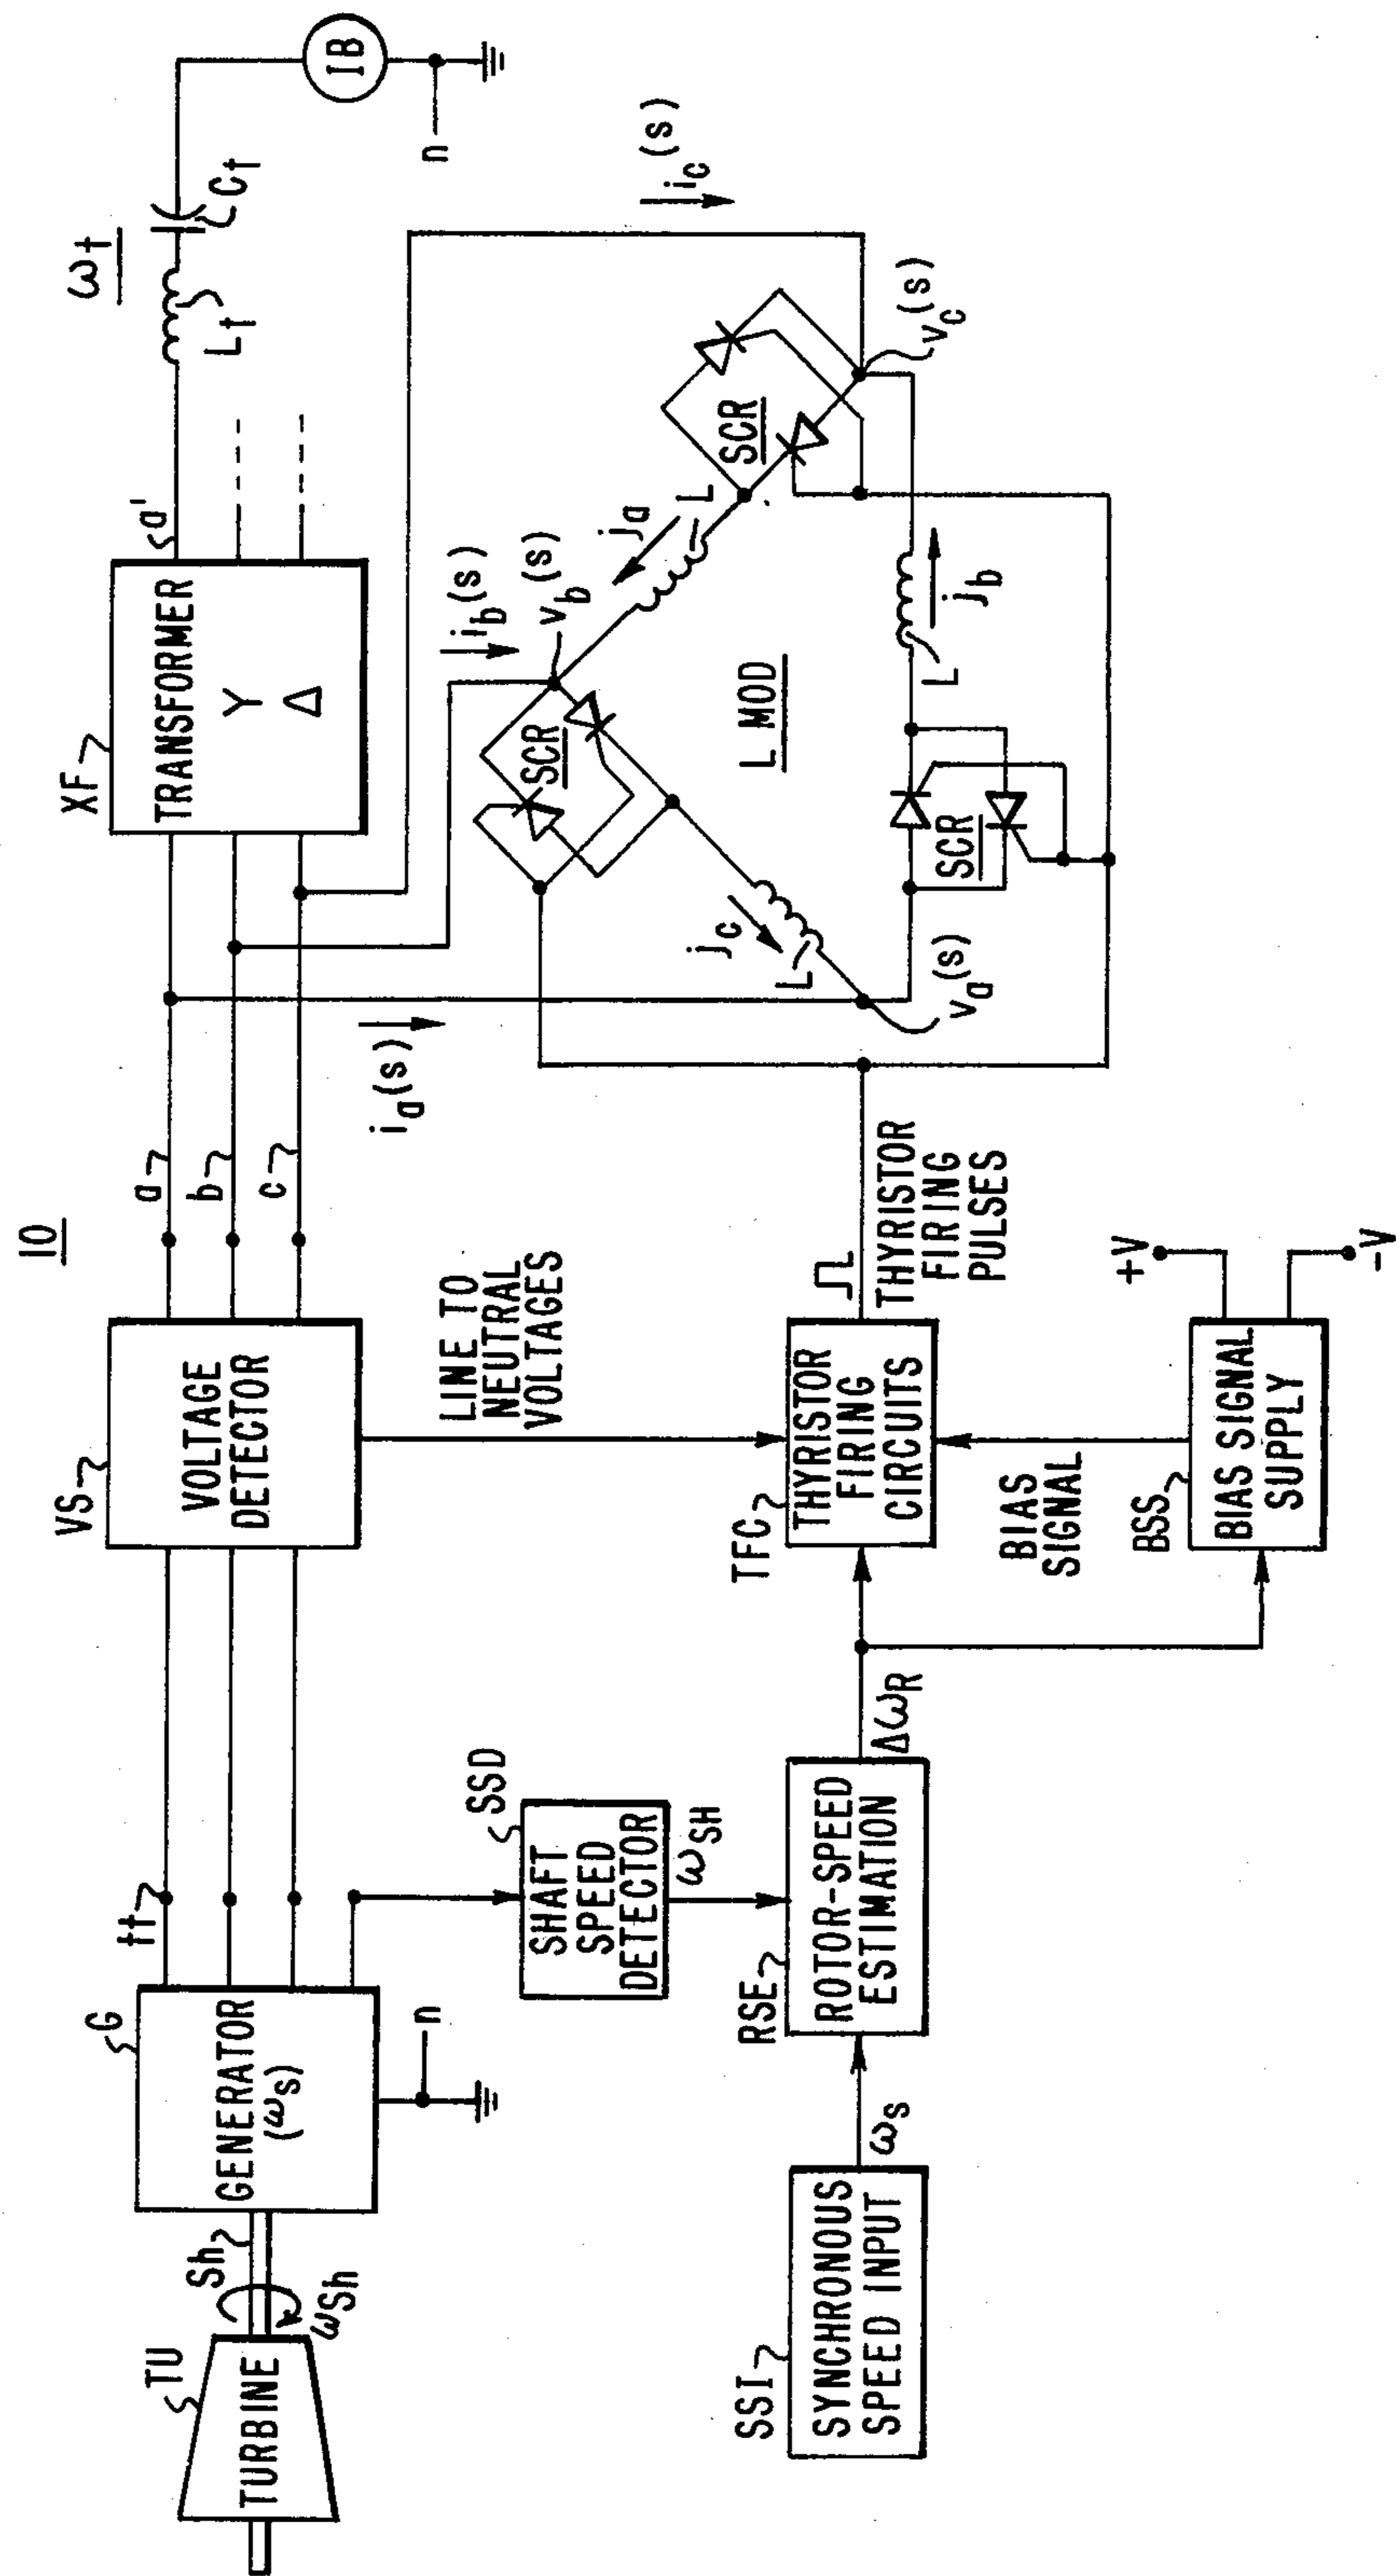 10
TU
TURBINE
Sh
ωSh
G
GENERATOR
(ωs)
n
tt
VS
VOLTAGE
DETECTOR
a
b
c
XF
TRANSFORMER
Y
Δ
a'
ωt
Lt
Ct
IB
n
SSD
SHAFT
SPEED
DETECTOR
ωSH
LINE TO
NEUTRAL
VOLTAGES
ia(s)
ib(s)
ic(s)
vb(s)
SCR
ja
L
SCR
vc(s)
L MOD
jc
L
va(s)
SCR
L
jb
SSI
SYNCHRONOUS
SPEED INPUT
ωs
RSE
ROTOR-SPEED
ESTIMATION
ΔωR
TFC
THYRISTOR
FIRING
CIRCUITS
THYRISTOR
FIRING
PULSES
BIAS
SIGNAL
BSS
BIAS SIGNAL
SUPPLY
+V
-V